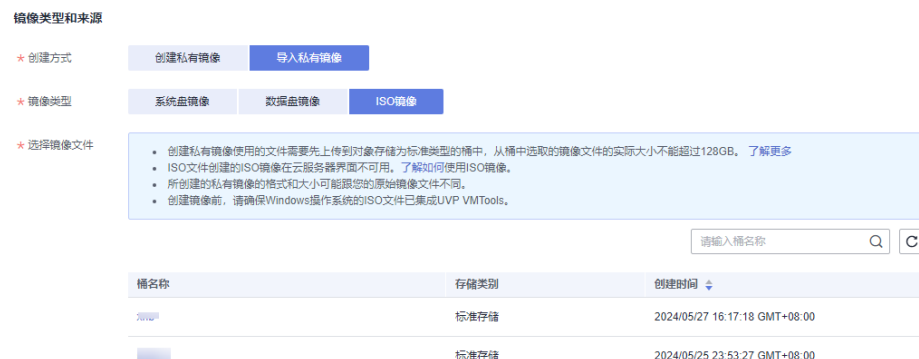 镜像类型和来源
★ 创建方式 创建私有镜像 导入私有镜像
★ 镜像类型 系统盘镜像 数据盘镜像 ISO镜像
★ 选择镜像文件
• 创建私有镜像使用的文件需要先上传到对象存储为标准类型的桶中，从桶中选取的镜像文件的实际大小不能超过128GB。 了解更多
• ISO文件创建的ISO镜像在云服务器界面不可用。了解如何使用ISO镜像。
• 所创建的私有镜像的格式和大小可能跟您的原始镜像文件不同。
• 创建镜像前，请确保Windows操作系统的ISO文件已集成UVP VMTools。
请输入桶名称
桶名称 存储类别 创建时间
标准存储 2024/05/27 16:17:18 GMT+08:00
标准存储 2024/05/25 23:53:27 GMT+08:00